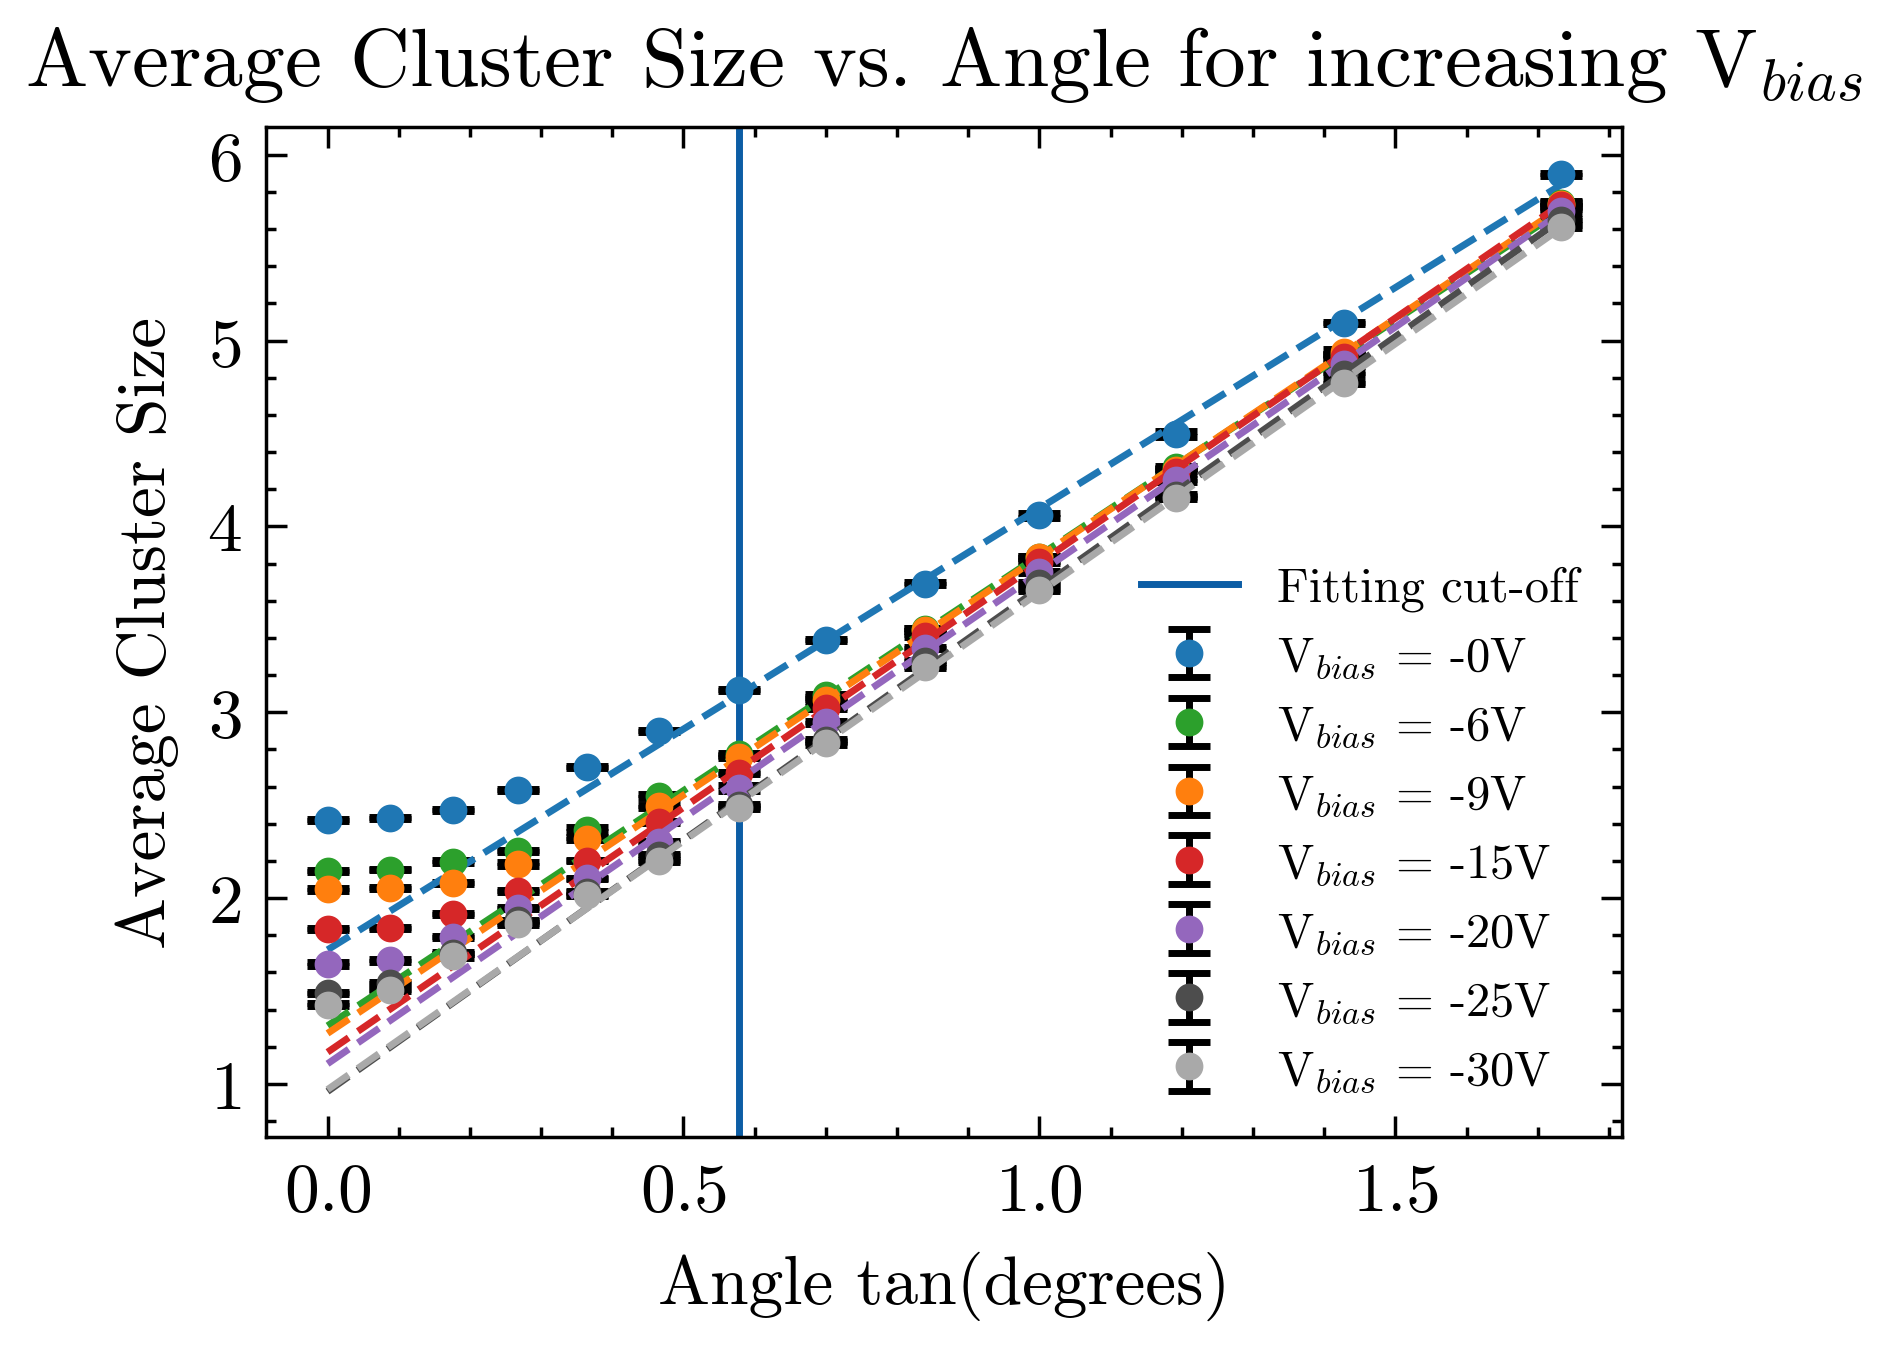 Average Cluster Size vs. Angle for increasing V_bias
6
5
4
3
2
1
Average Cluster Size
0.0 0.5 1.0 1.5
Angle tan(degrees)
Fitting cut-off
V_bias = -0V
V_bias = -6V
V_bias = -9V
V_bias = -15V
V_bias = -20V
V_bias = -25V
V_bias = -30V